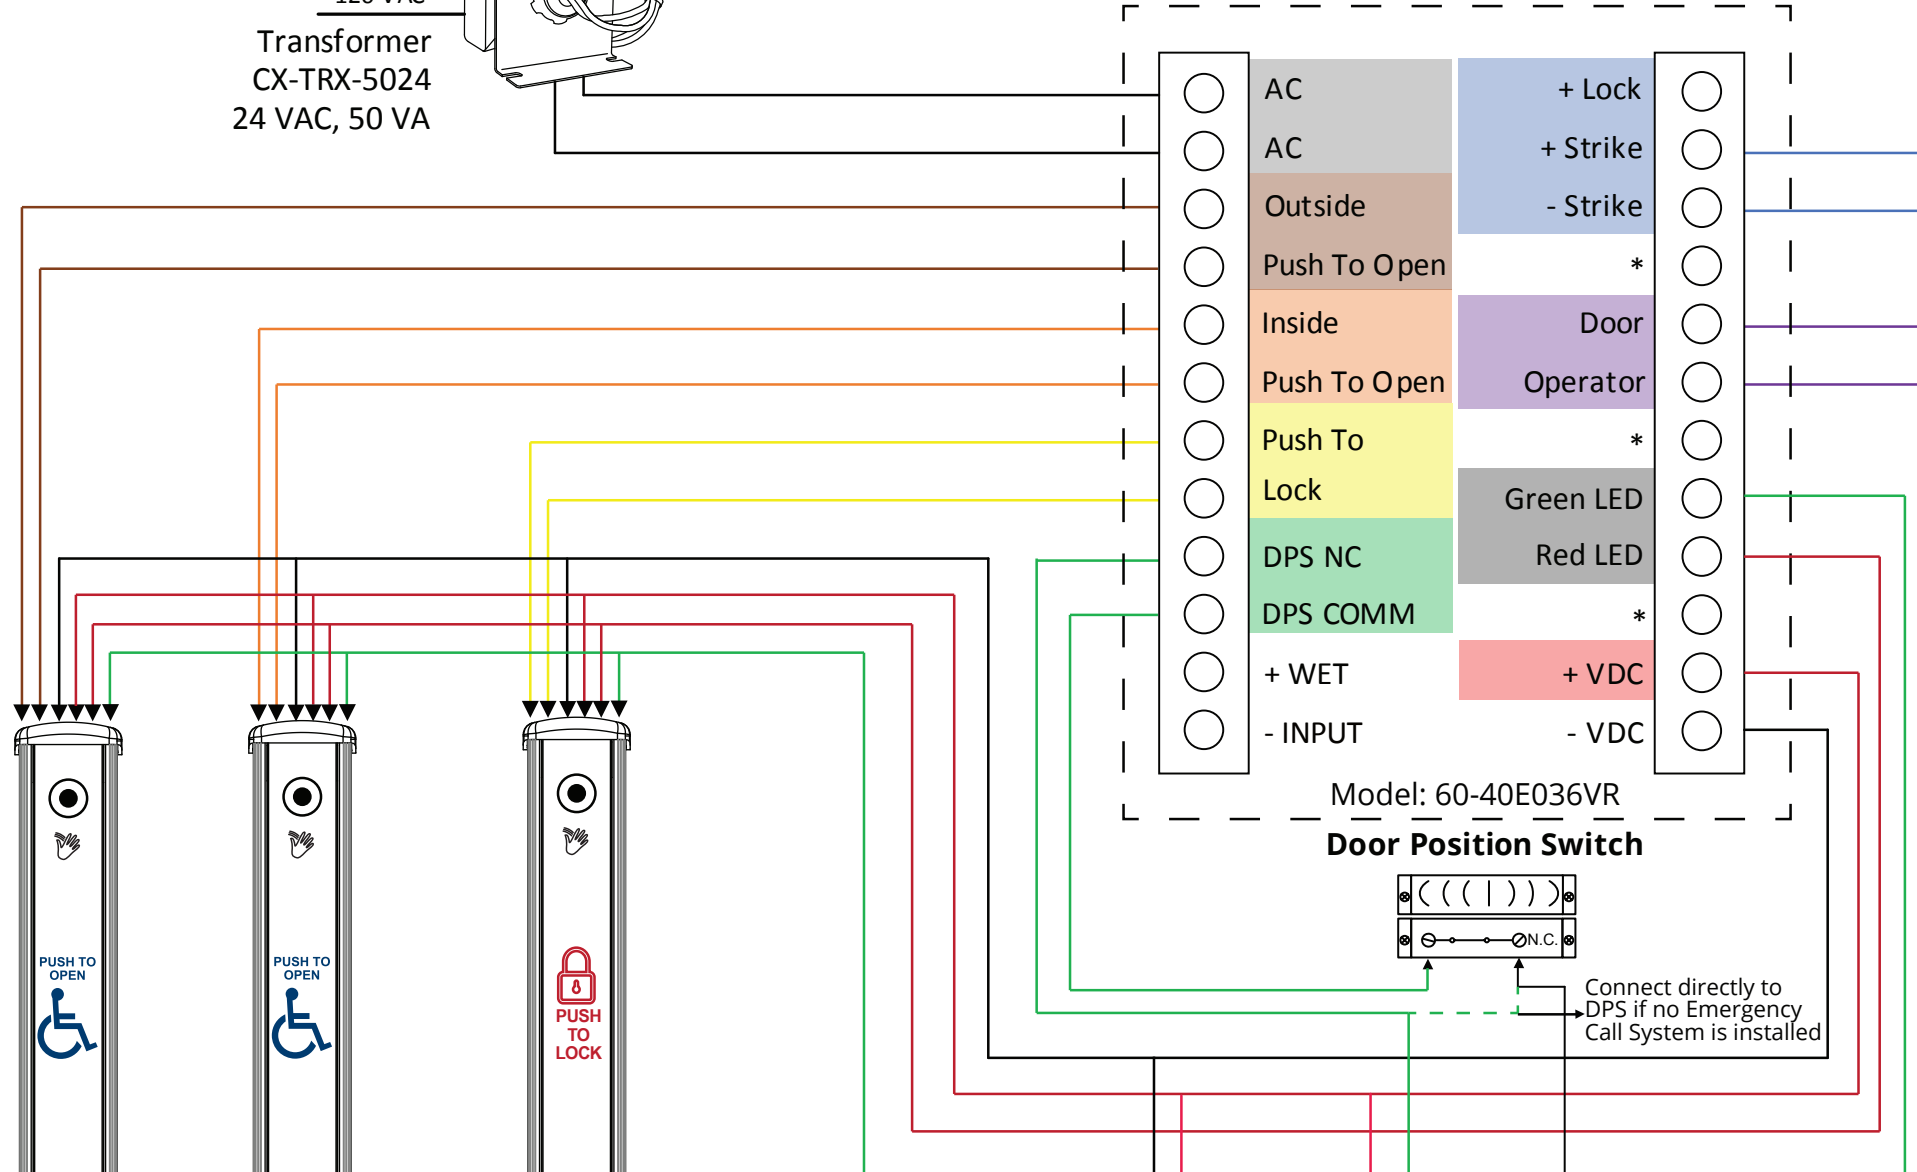 120 VAC
Transformer
CX-TRX-5024
24 VAC, 50 VA
AC
AC
Outside
Push To Open
Inside
Push To Open
Push To
Lock
DPS NC
DPS COMM
+ WET
- INPUT
+ Lock
+ Strike
- Strike
*
Door
Operator
*
Green LED
Red LED
*
+ VDC
- VDC
Model: 60-40E036VR
Door Position Switch
N.C.
Connect directly to
DPS if no Emergency
Call System is installed
PUSH TO
OPEN
PUSH TO
OPEN
PUSH
TO
LOCK